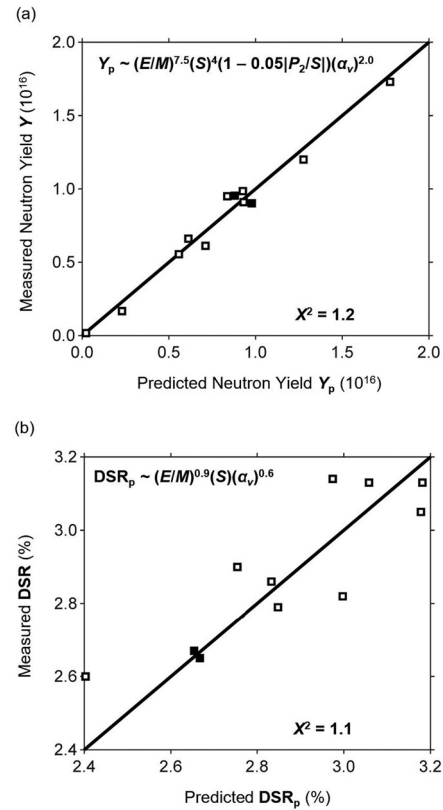 (a)
2.0
Yp ~ (E/M)^7.5(S)^4(1 – 0.05|P2/S|)(αv)^2.0
1.5
1.0
0.5
0.0
Measured Neutron Yield Y (10^16)
X^2 = 1.2
0.0 0.5 1.0 1.5 2.0
Predicted Neutron Yield Yp (10^16)
(b)
3.2
DSRp ~ (E/M)^0.9(S)(αv)^0.6
3.0
2.8
2.6
2.4
Measured DSR (%)
X^2 = 1.1
2.4 2.6 2.8 3.0 3.2
Predicted DSRp (%)